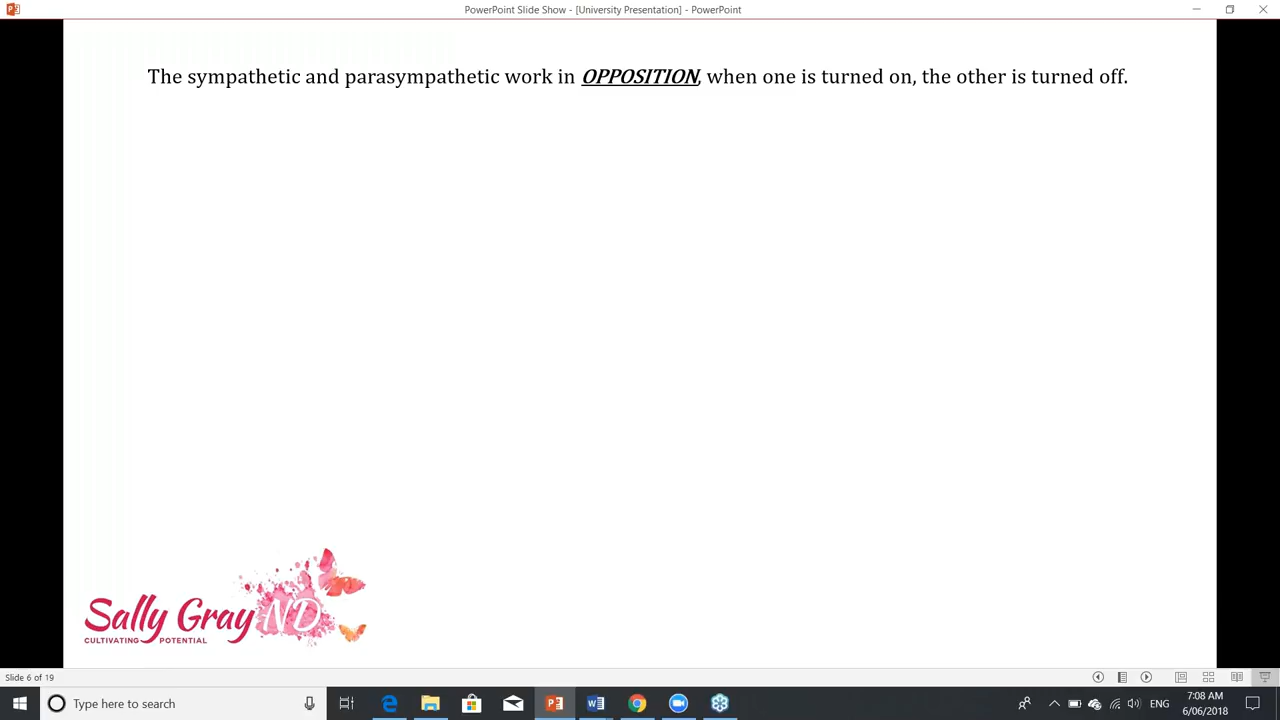 PowerPoint Slide Show - [University Presentation] - PowerPoint
The sympathetic and parasympathetic work in OPPOSITION, when one is turned on, the other is turned off.
Sally Gray ND
CULTIVATING POTENTIAL
Slide 6 of 19
Type here to search
ENG
7:08 AM
6/06/2018